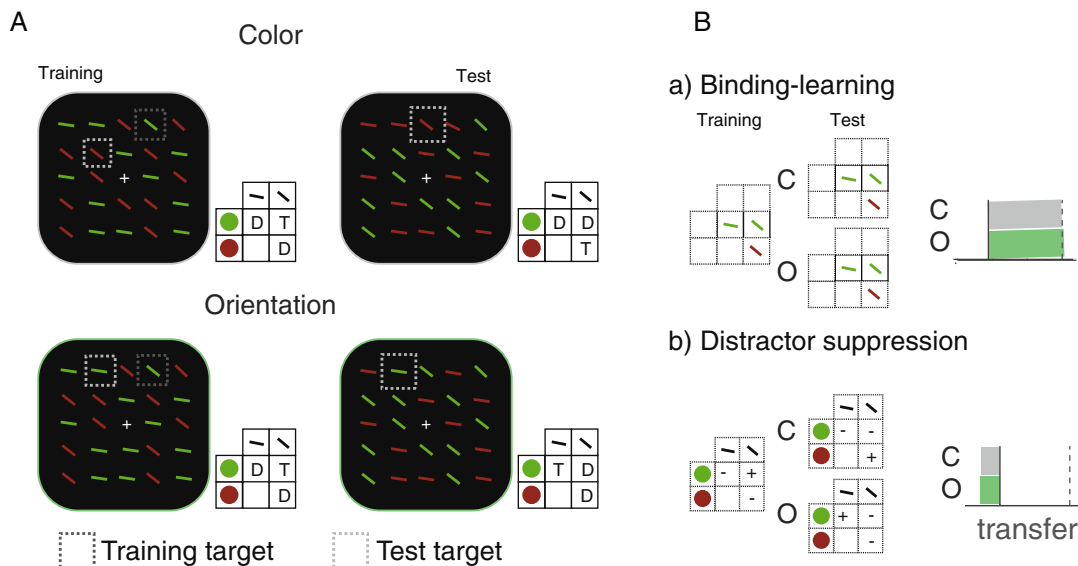 A
Color
Training
Test
D T
D
D D
T
Orientation
D T
D
T D
D
Training target
Test target
B
a) Binding-learning
Training
Test
C
O
C
O
b) Distractor suppression
C
- -
+
- +
-
O
+ -
-
C
O
transfer